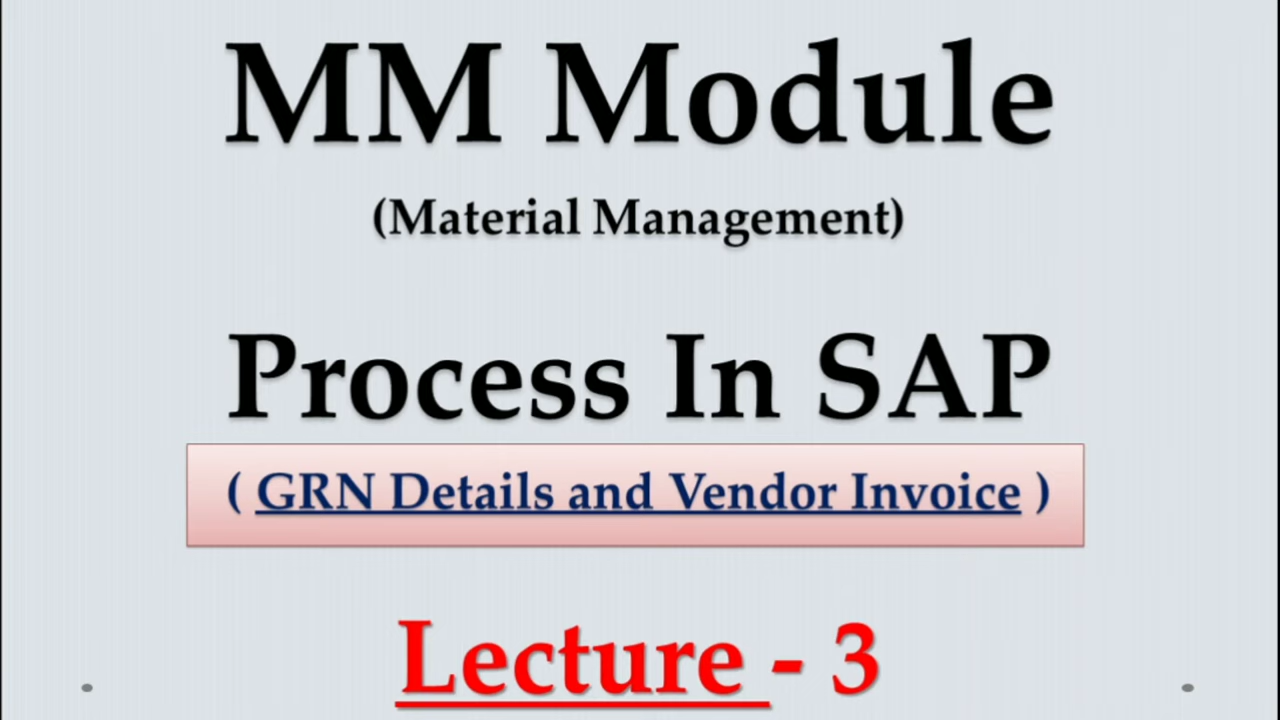 MM Module
(Material Management)
Process In SAP
( GRN Details and Vendor Invoice )
Lecture - 3